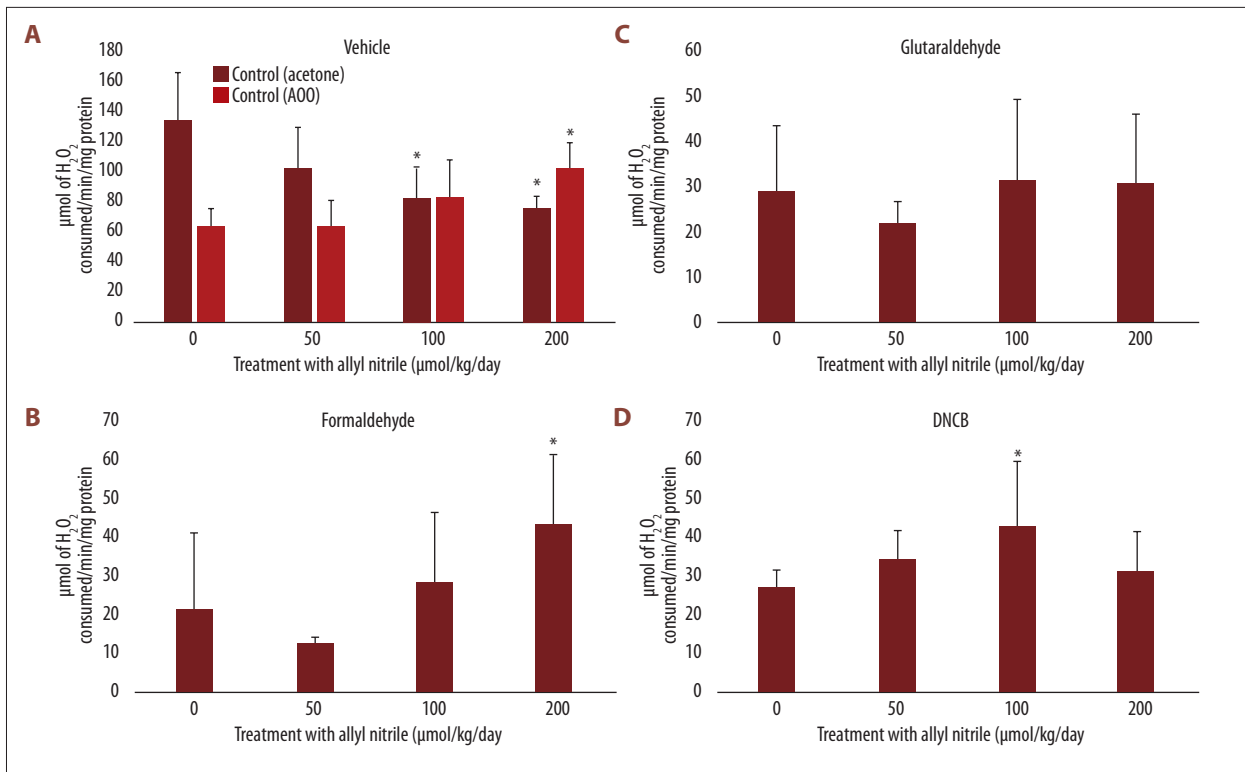 A
Vehicle
μmol of H₂O₂
consumed/min/mg protein
180
160
140
120
100
80
60
40
20
0
Control (acetone)
Control (AOO)
*
*
*
0 50 100 200
Treatment with allyl nitrile (μmol/kg/day
C
Glutaraldehyde
μmol of H₂O₂
consumed/min/mg protein
60
50
40
30
20
10
0
0 50 100 200
Treatment with allyl nitrile (μmol/kg/day
B
Formaldehyde
μmol of H₂O₂
consumed/min/mg protein
70
60
50
40
30
20
10
0
*
0 50 100 200
Treatment with allyl nitrile (μmol/kg/day
D
DNCB
μmol of H₂O₂
consumed/min/mg protein
70
60
50
40
30
20
10
0
*
0 50 100 200
Treatment with allyl nitrile (μmol/kg/day